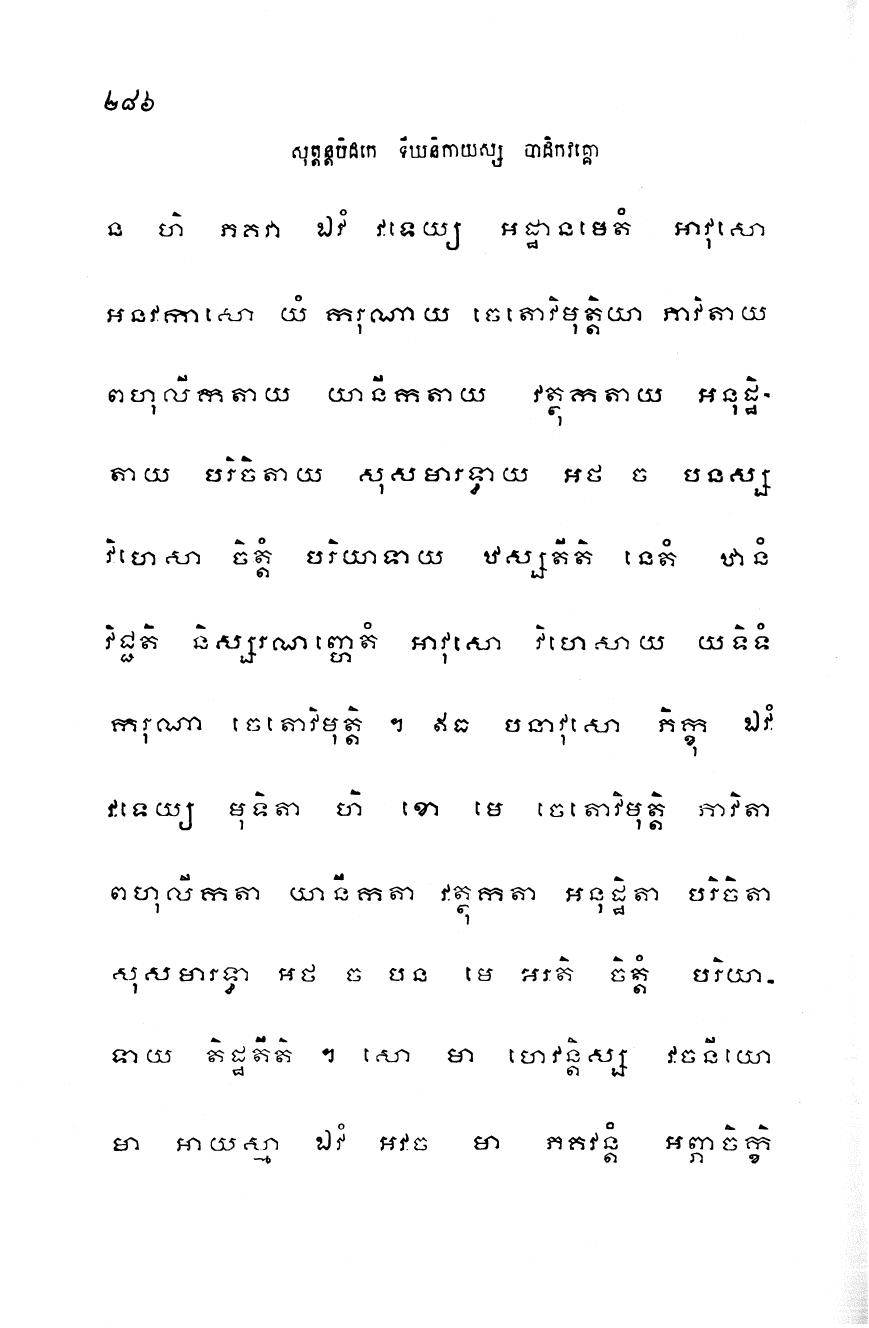 ២៨៦
សុត្តន្តបិដកេ ទីឃនិកាយស្ស បាដិកវគ្គោ
ន ហិ ភគវា ឯវំ វទេយ្យ អដ្ឋានមេតំ អាវុសោ
អនវកាសោ យំ ករុណាយ ចេតោវិមុត្តិយា ភាវិតាយ
ពហុលីកតាយ យានីកតាយ វត្ថុកតាយ អនុដ្ឋិ-
តាយ បរិចិតាយ សុសមារទ្ធាយ អថ ច បនស្ស
វិហេសា ចិត្តំ បរិយាទាយ ឋស្សតីតិ នេតំ ឋានំ
វិជ្ជតិ និស្សរណញ្ហេតំ អាវុសោ វិហេសាយ យទិទំ
ករុណា ចេតោវិមុត្តិ ។ ឥធ បនាវុសោ ភិក្ខុ ឯវំ
វទេយ្យ មុទិតា ហិ ខោ មេ ចេតោវិមុត្តិ ភាវិតា
ពហុលីកតា យានីកតា វត្ថុកតា អនុដ្ឋិតា បរិចិតា
សុសមារទ្ធា អថ ច បន មេ អរតិ ចិត្តំ បរិយា-
ទាយ តិដ្ឋតីតិ ។ សោ មា ហេវន្តិស្ស វចនីយោ
មា អាយស្មា ឯវំ អវច មា ភគវន្តំ អព្ភាចិក្ខិ